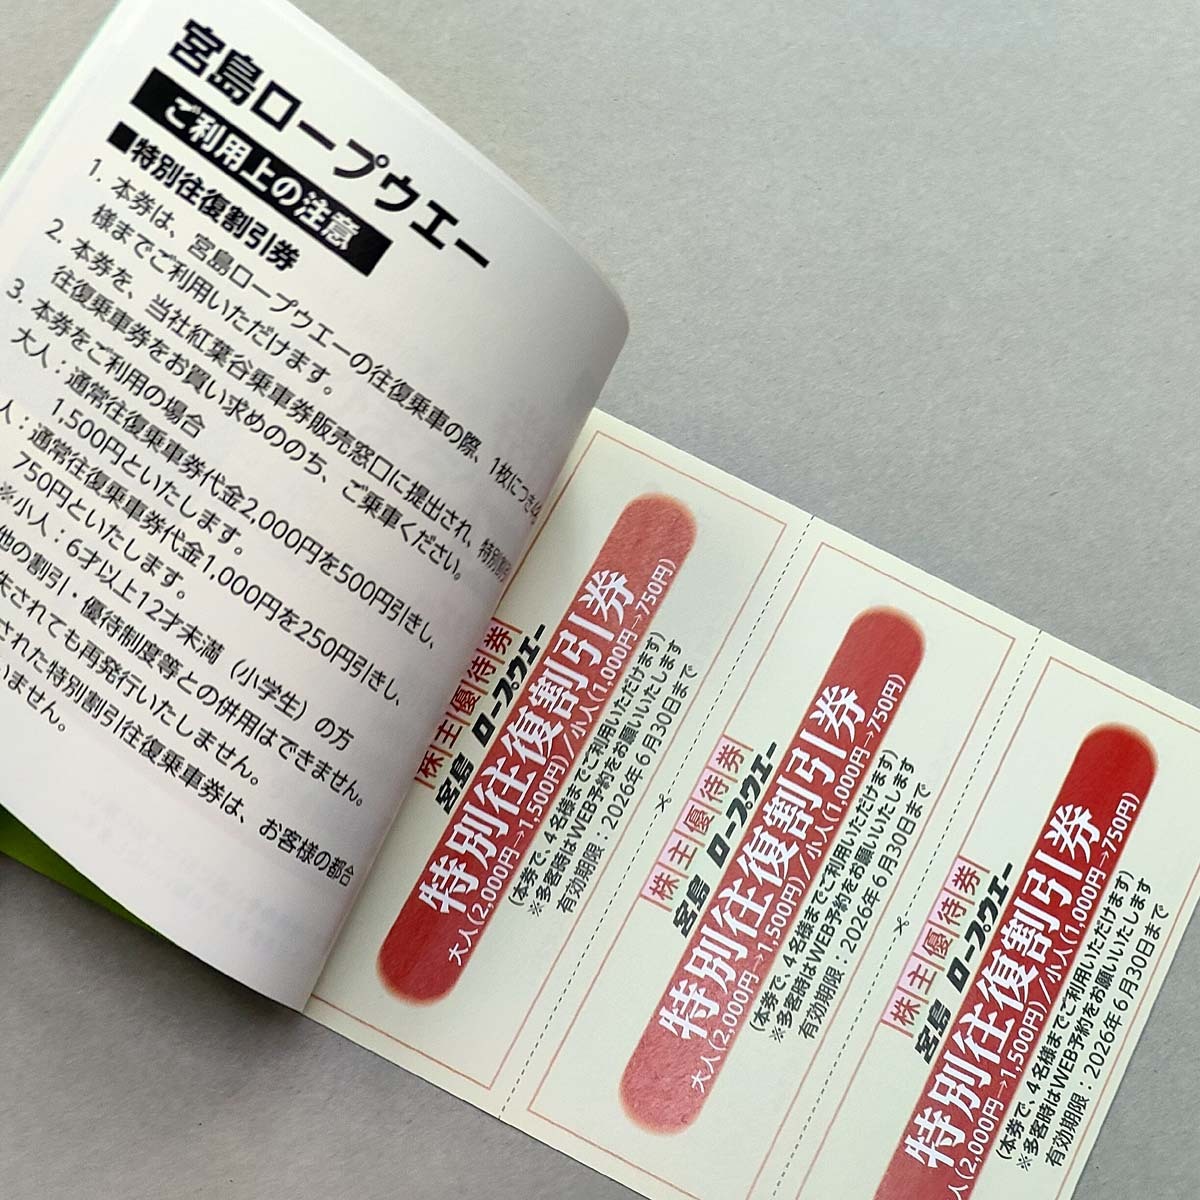 宮島ロープウエー
ご利用上の注意
■特別往復割引券
1. 本券は、宮島ロープウエーの往復乗車の際、1枚につき4名
様までご利用いただけます。
2. 本券を、当社紅葉谷乗車券販売窓口に提出され、特別割引
往復乗車券をお買い求めののち、ご乗車ください。
3. 本券をご利用の場合
大人：通常往復乗車券代金2,000円を500円引きし、
1,500円といたします。
人：通常往復乗車券代金1,000円を250円引きし、
750円といたします。
※小人：6才以上12才未満（小学生）の方
他の割引・優待制度等との併用はできません。
失されても再発行いたしません。
された特別割引往復乗車券は、お客様の都合
いません。
株主優待券
宮島 ロープウエー
特別往復割引券
大人(2,000円→1,500円)／小人(1,000円→750円)
(本券で、4名様までご利用いただけます)
※多客時はWEB予約をお願いいたします
有効期限：2026年6月30日まで
株主優待券
宮島 ロープウエー
特別往復割引券
大人(2,000円→1,500円)／小人(1,000円→750円)
(本券で、4名様までご利用いただけます)
※多客時はWEB予約をお願いいたします
有効期限：2026年6月30日まで
株主優待券
宮島 ロープウエー
特別往復割引券
人(2,000円→1,500円)／小人(1,000円→750円)
(本券で、4名様までご利用いただけます)
※多客時はWEB予約をお願いいたします
有効期限：2026年6月30日まで